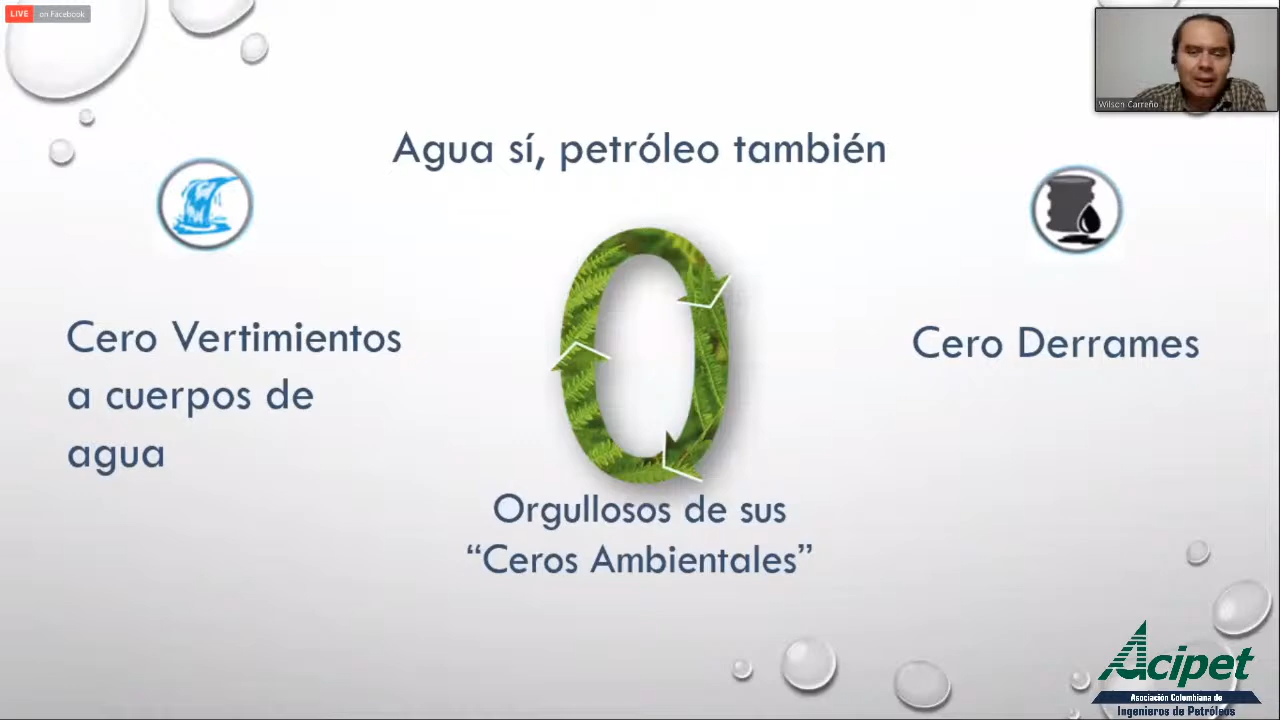 LIVE on Facebook
Wilson Carreño
Agua sí, petróleo también
Cero Vertimientos
a cuerpos de
agua
Cero Derrames
Orgullosos de sus
“Ceros Ambientales”
Acipet
Asociación Colombiana de
Ingenieros de Petróleos